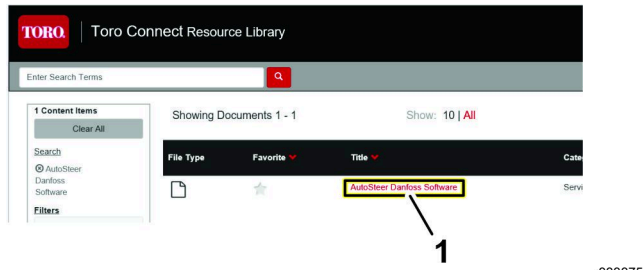 TORO. Toro Connect Resource Library
Enter Search Terms
1 Content Items
Clear All
Showing Documents 1 - 1 Show: 10 | All
Search
AutoSteer
Danfoss
Software
Filters
File Type Favorite Title
AutoSteer Danfoss Software
1